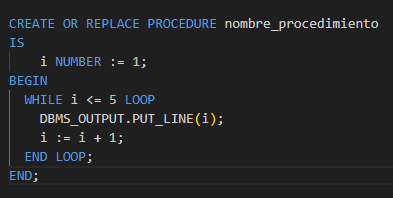 CREATE OR REPLACE PROCEDURE nombre_procedimiento
IS
    i NUMBER := 1;
BEGIN
  WHILE i <= 5 LOOP
    DBMS_OUTPUT.PUT_LINE(i);
    i := i + 1;
  END LOOP;
END;